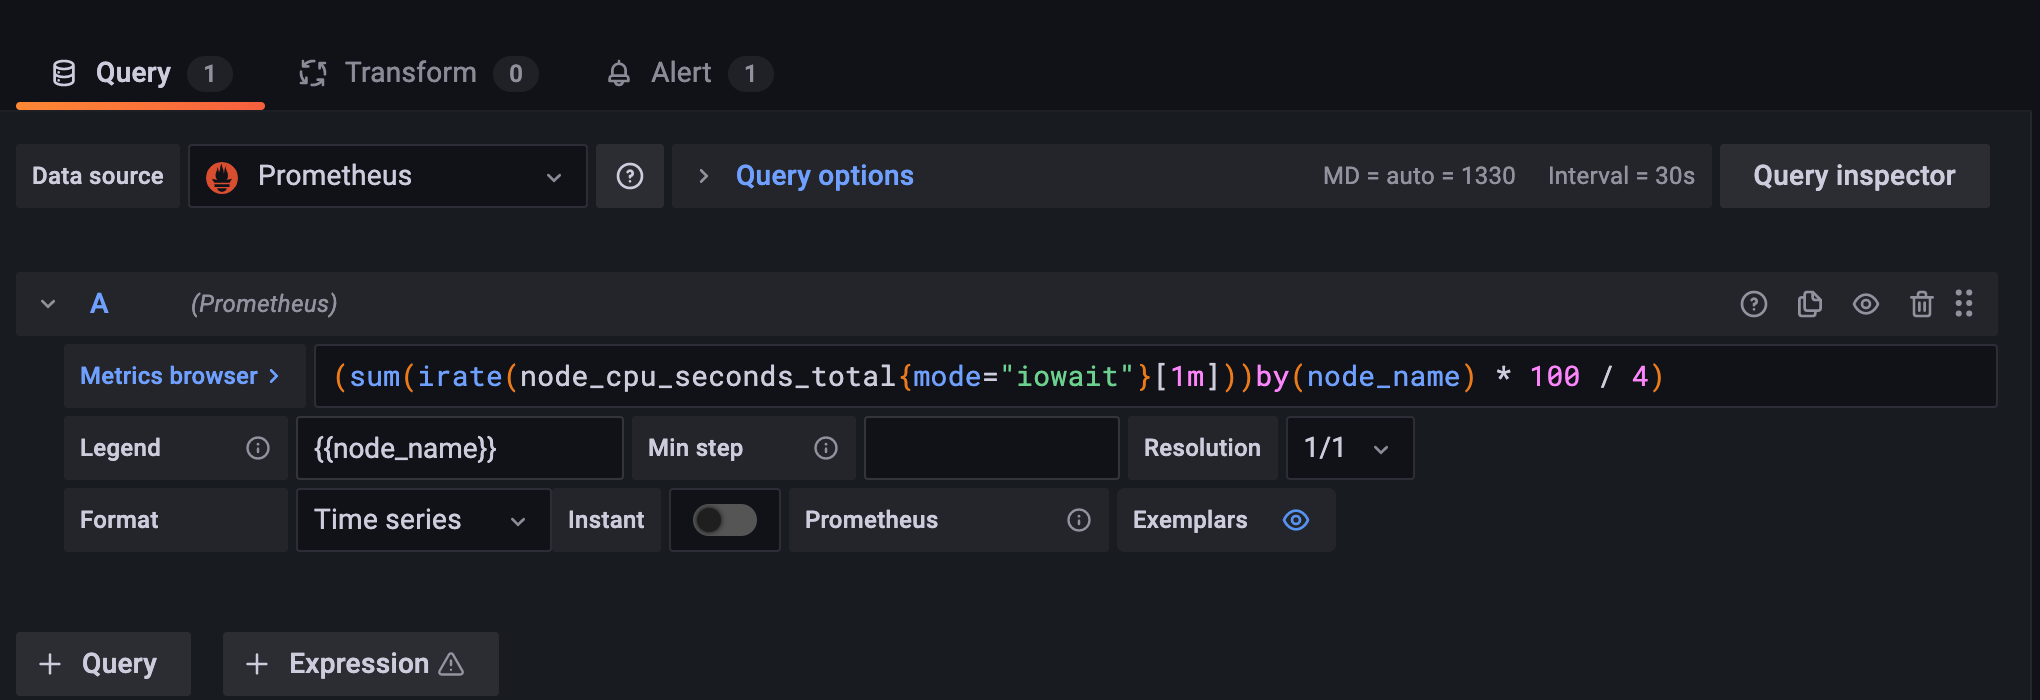 Query 1 Transform 0 Alert 1
Data source Prometheus Query options MD = auto = 1330 Interval = 30s Query inspector
A (Prometheus)
Metrics browser > (sum(irate(node_cpu_seconds_total{mode="iowait"}[1m]))by(node_name) * 100 / 4)
Legend {{node_name}} Min step Resolution 1/1
Format Time series Instant Prometheus Exemplars
+ Query + Expression